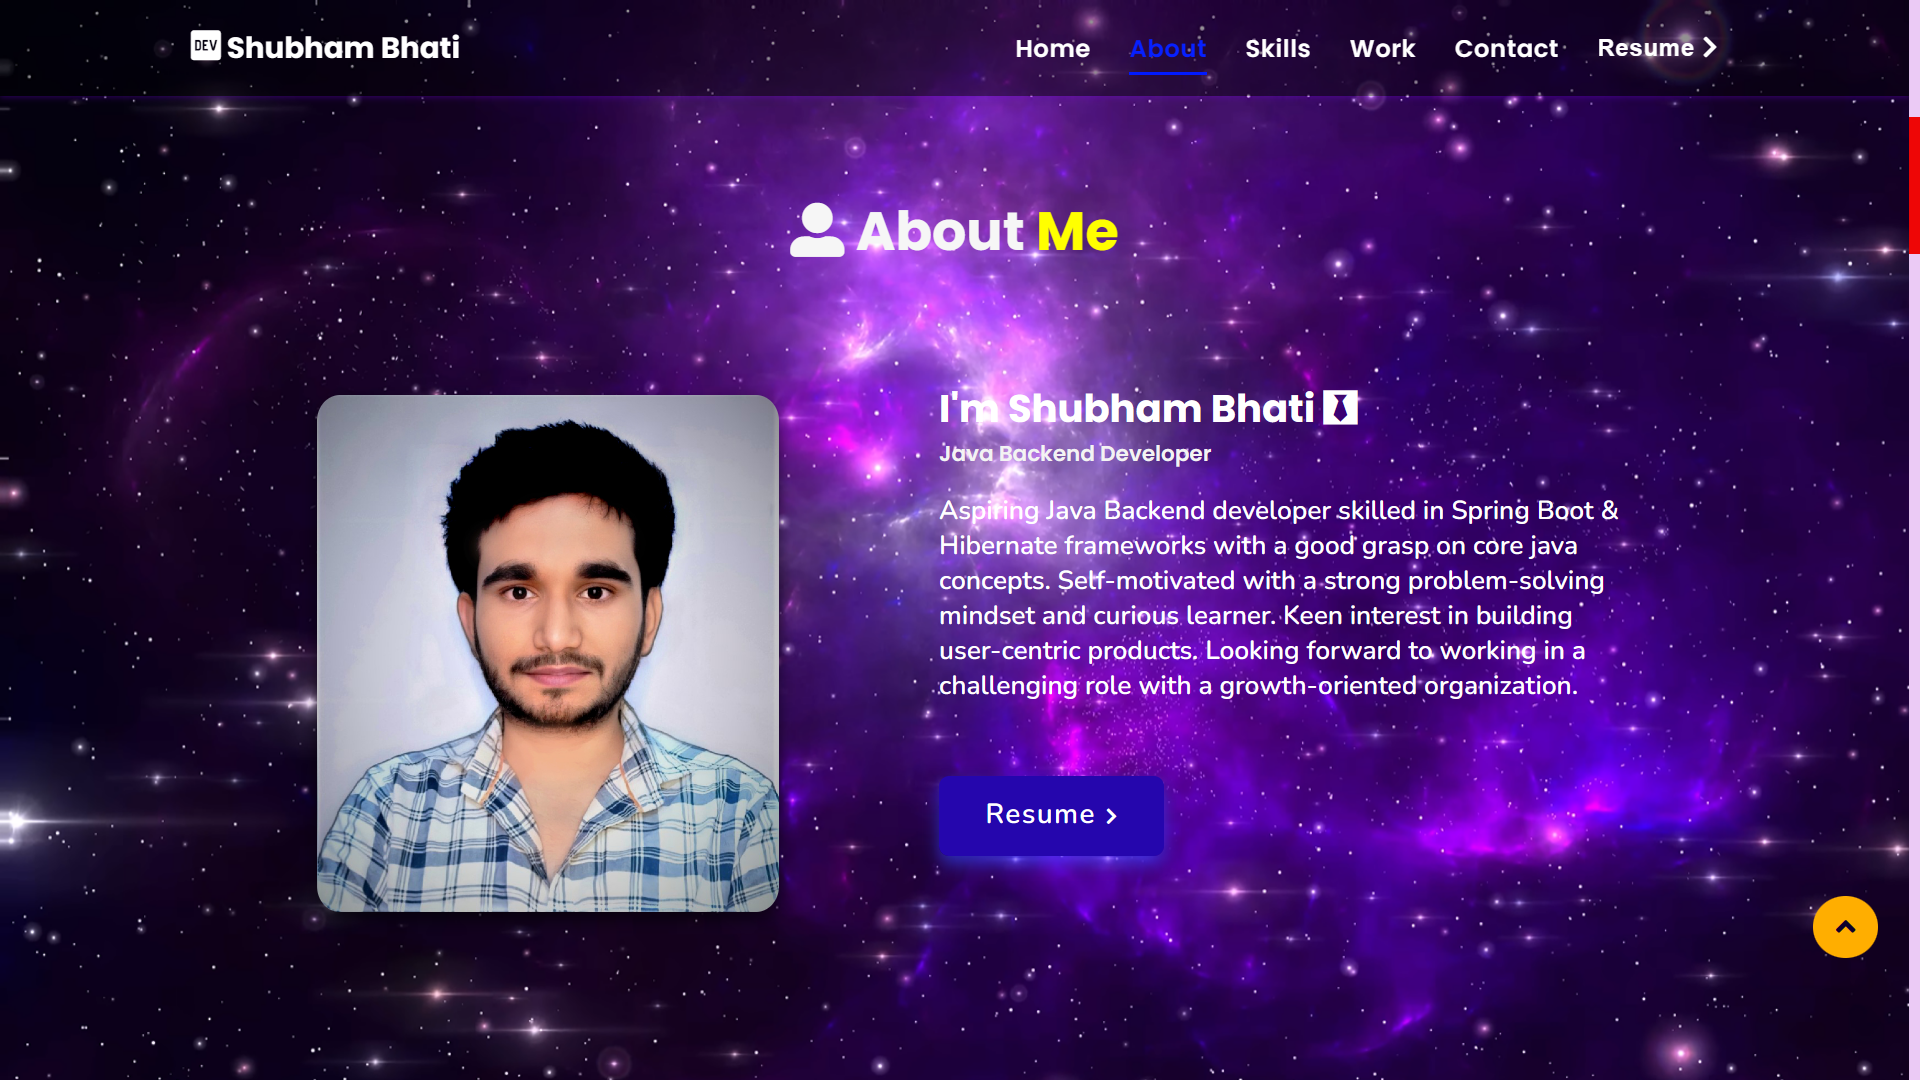 DEV Shubham Bhati
Home About Skills Work Contact Resume
About Me
I'm Shubham Bhati
Java Backend Developer
Aspiring Java Backend developer skilled in Spring Boot &
Hibernate frameworks with a good grasp on core java
concepts. Self-motivated with a strong problem-solving
mindset and curious learner. Keen interest in building
user-centric products. Looking forward to working in a
challenging role with a growth-oriented organization.
Resume